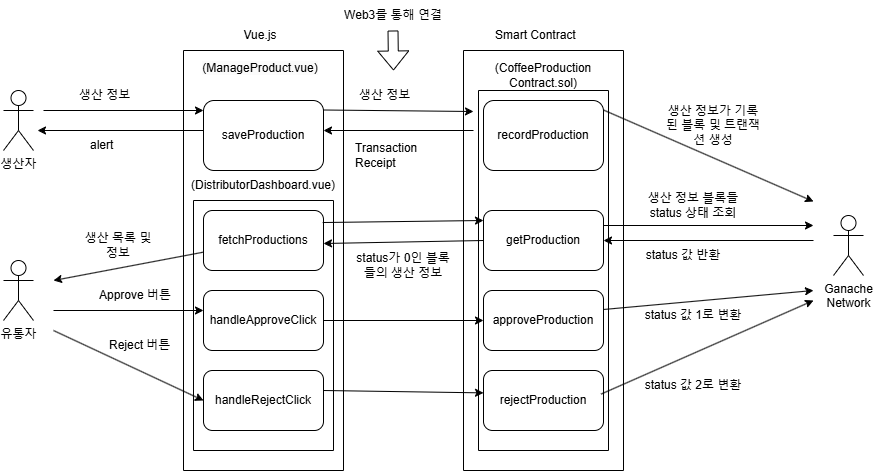 Web3를 통해 연결
Vue.js
Smart Contract
(ManageProduct.vue)
(CoffeeProduction
Contract.sol)
생산 정보
생산 정보
생산 정보가 기록
된 블록 및 트랜잭
션 생성
saveProduction
recordProduction
alert
Transaction
Receipt
생산자
(DistributorDashboard.vue)
생산 정보 블록들
status 상태 조회
생산 목록 및
정보
fetchProductions
getProduction
status가 0인 블록
들의 생산 정보
status 값 반환
Approve 버튼
Ganache
Network
유통자
handleApproveClick
approveProduction
status 값 1로 변환
Reject 버튼
handleRejectClick
rejectProduction
status 값 2로 변환